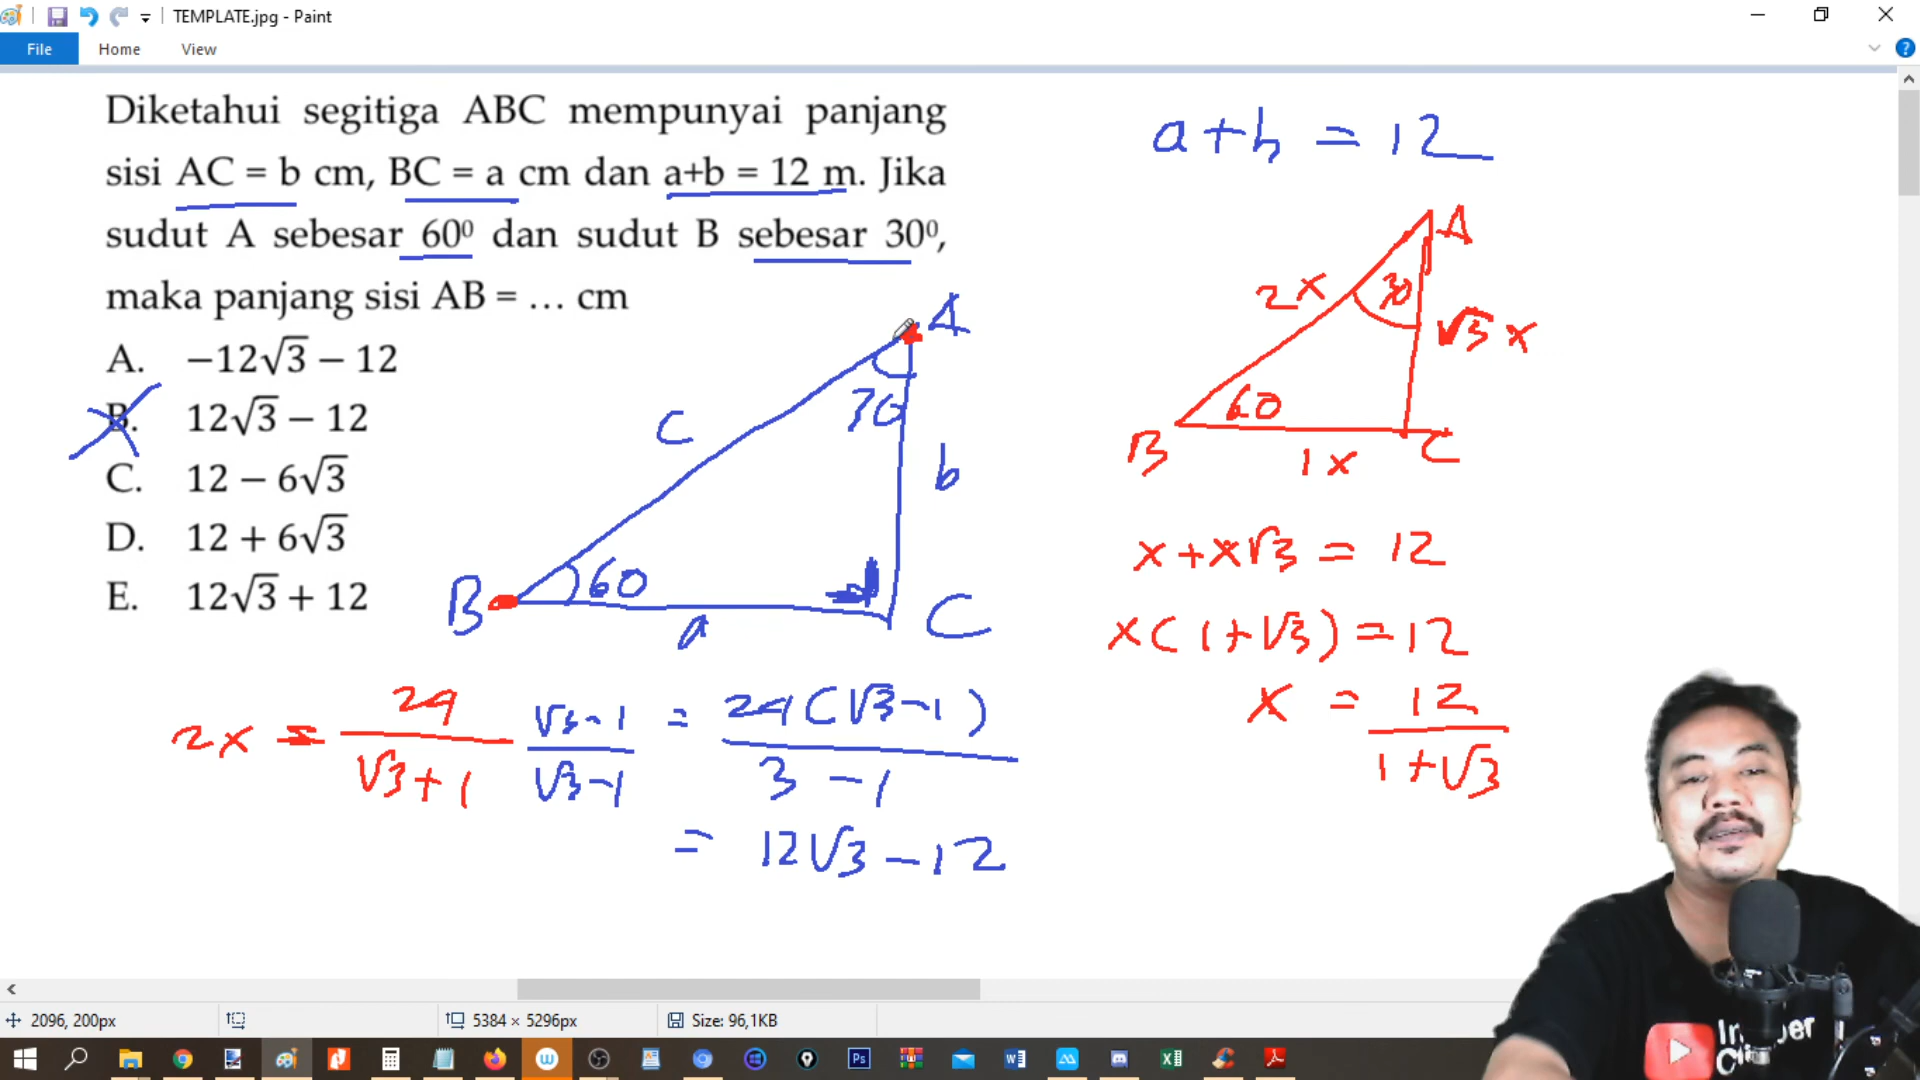 TEMPLATE.jpg - Paint
File Home View
Diketahui segitiga ABC mempunyai panjang
sisi AC = b cm, BC = a cm dan a+b = 12 m. Jika
sudut A sebesar 60⁰ dan sudut B sebesar 30⁰,
maka panjang sisi AB = … cm
A. −12√3 − 12
B. 12√3 − 12
C. 12 − 6√3
D. 12 + 6√3
E. 12√3 + 12
A
30
c
b
B
60
a
C
2x = 24/(√3+1) (√3-1)/(√3-1) = 24(√3-1)/(3-1)
= 12√3 - 12
a+b = 12
A
30
2x
√3 x
60
B
1x
C
x+x√3 = 12
x(1+√3) = 12
x = 12/(1+√3)
2096, 200px
5384 × 5296px
Size: 96,1KB